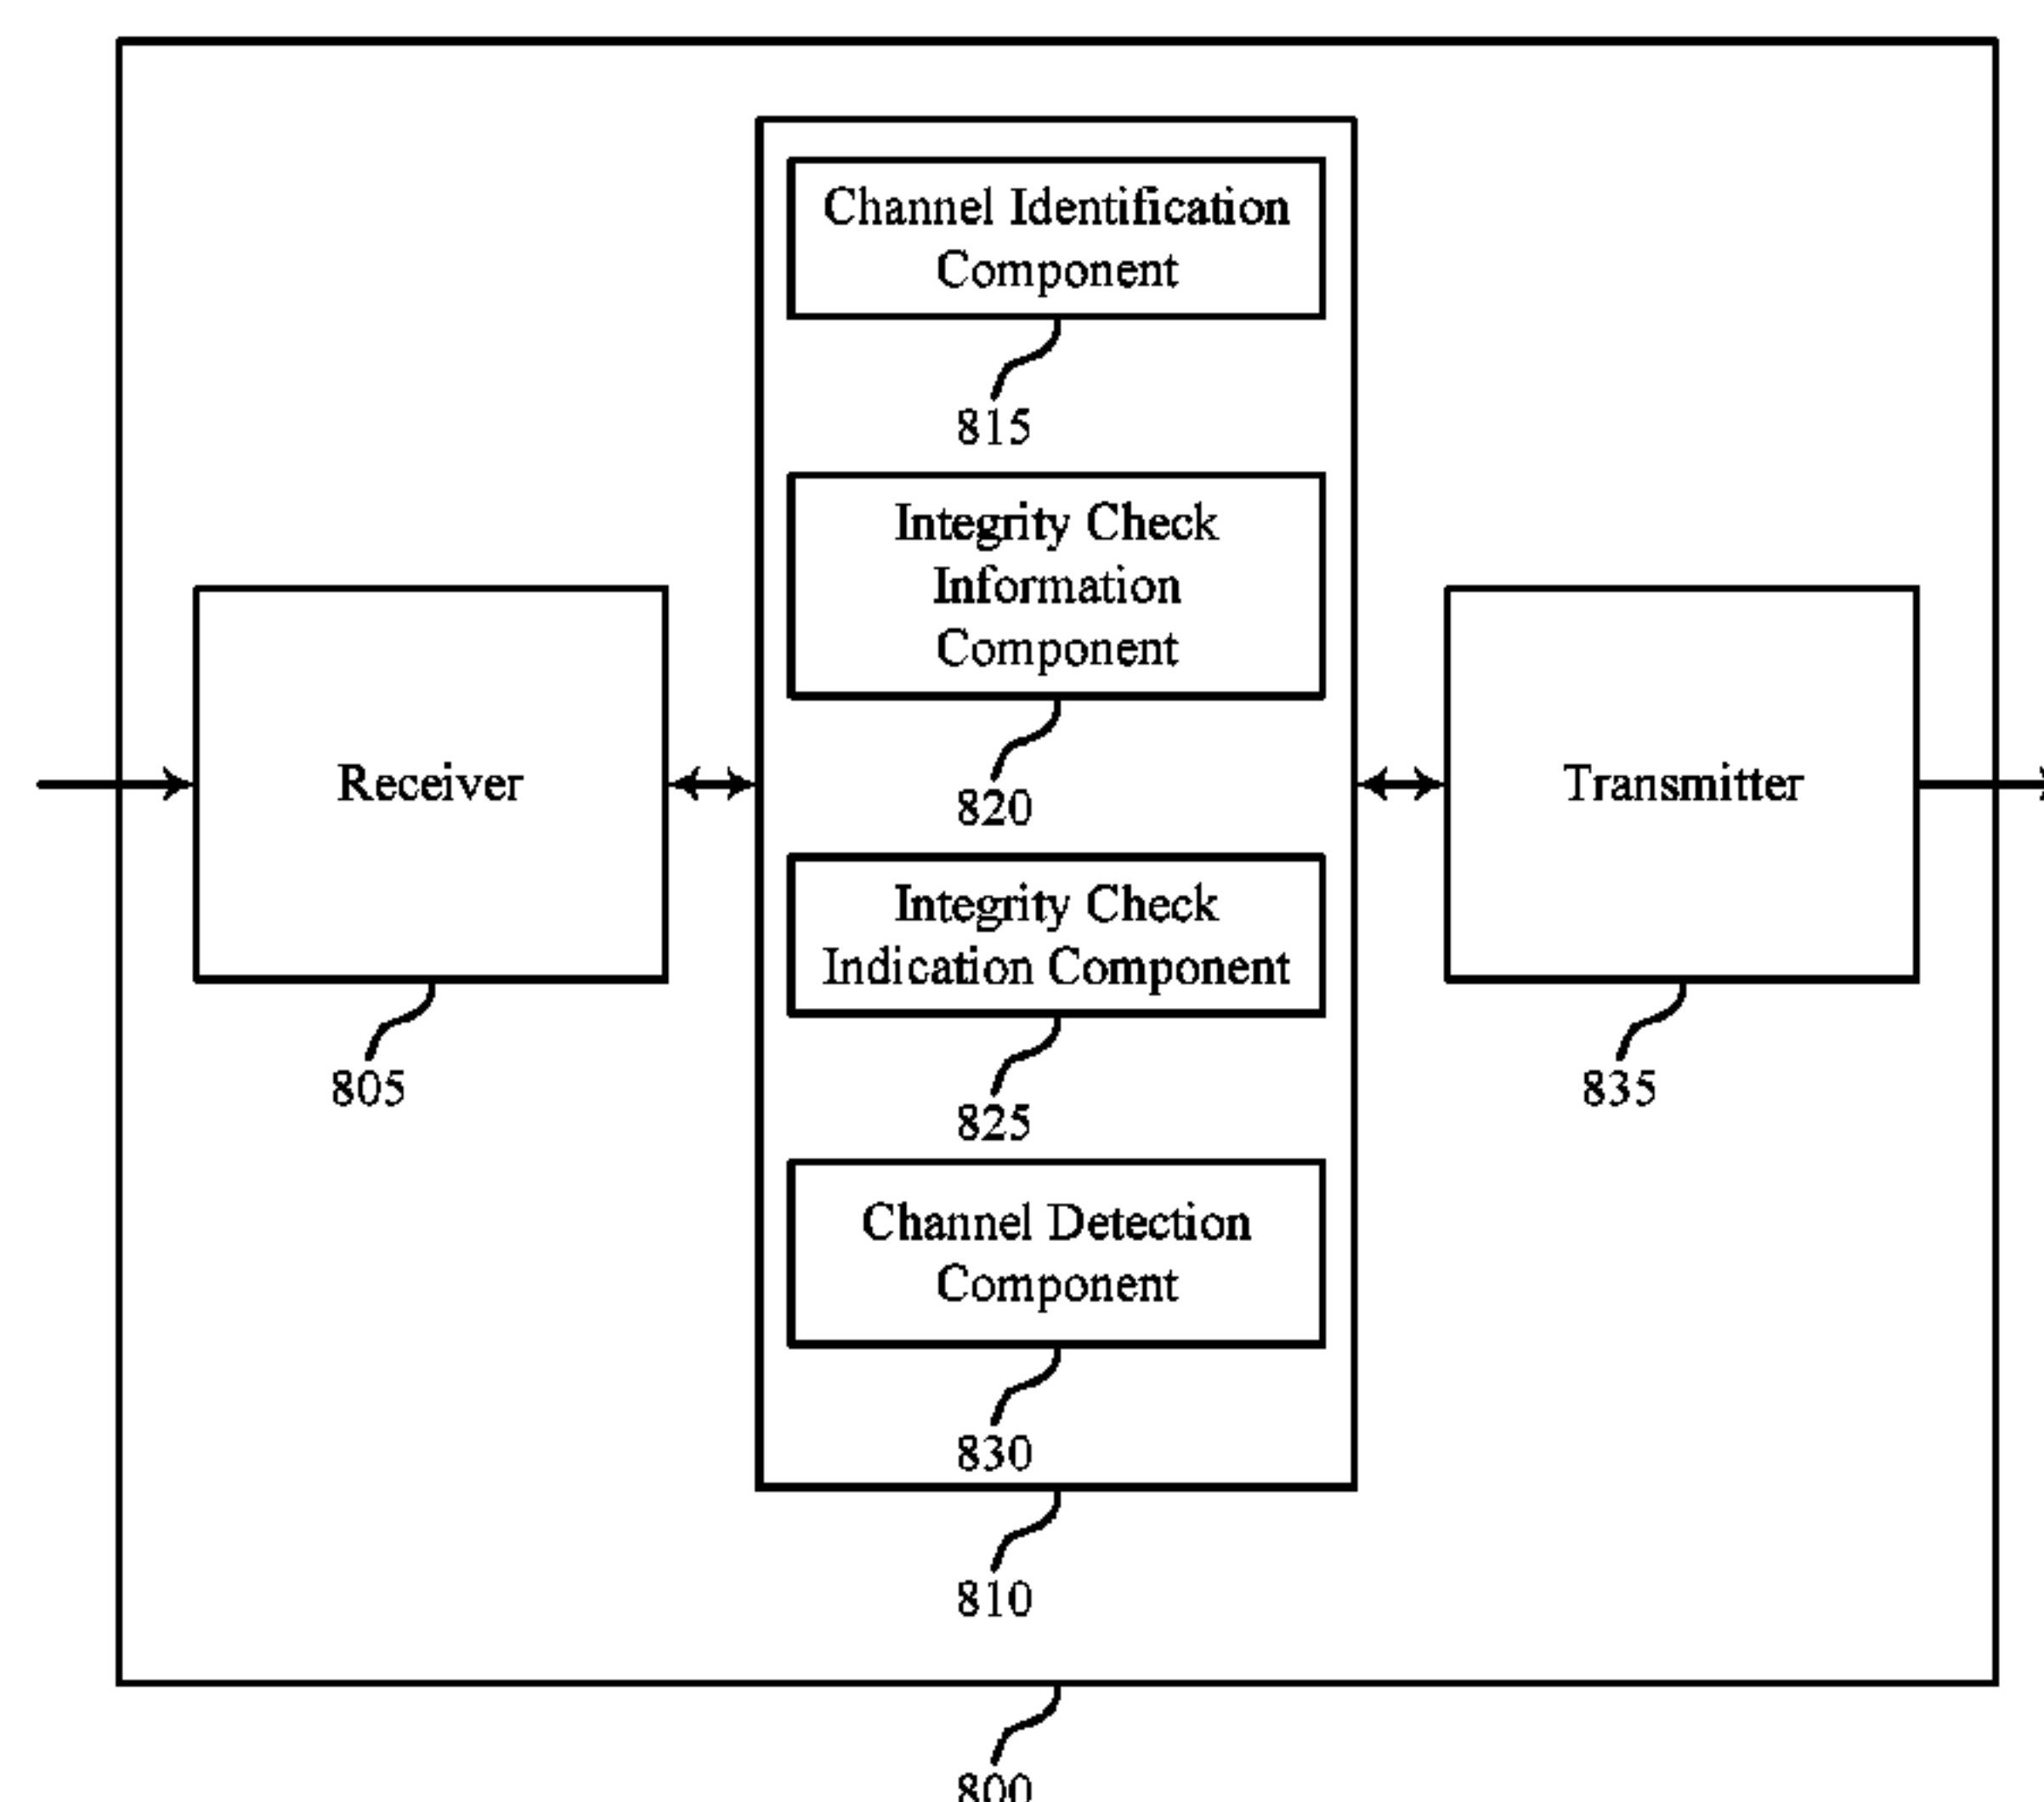 Channel Identification
Component
815
Integrity Check
Information
Component
820
Receiver
805
Integrity Check
Indication Component
825
Transmitter
835
Channel Detection
Component
830
810
800